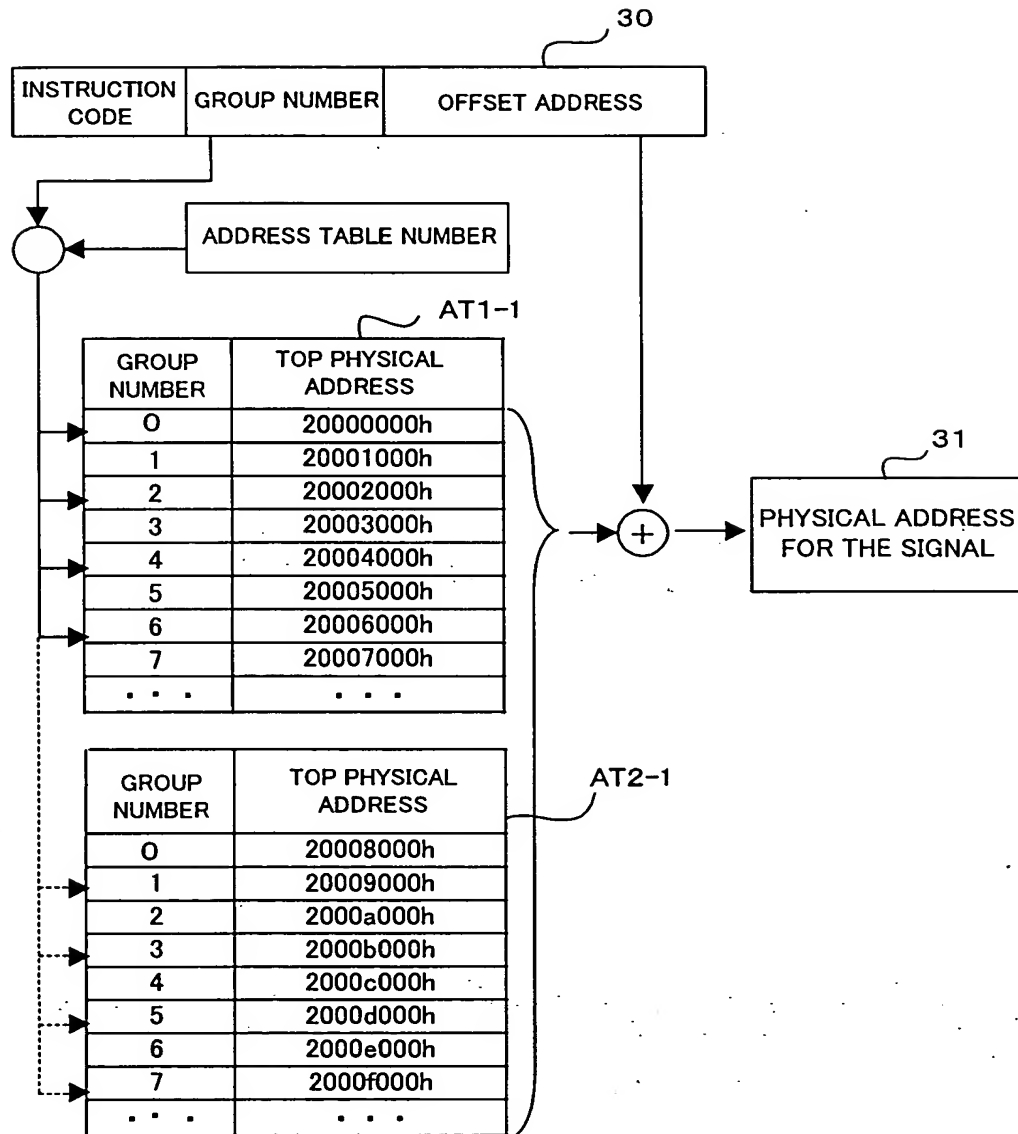 30
INSTRUCTION CODE GROUP NUMBER OFFSET ADDRESS
ADDRESS TABLE NUMBER
AT1-1
GROUP NUMBER TOP PHYSICAL ADDRESS
0 20000000h
1 20001000h
2 20002000h
3 20003000h
4 20004000h
5 20005000h
6 20006000h
7 20007000h
. . . . . .
+
31
PHYSICAL ADDRESS
FOR THE SIGNAL
AT2-1
GROUP NUMBER TOP PHYSICAL ADDRESS
0 20008000h
1 20009000h
2 2000a000h
3 2000b000h
4 2000c000h
5 2000d000h
6 2000e000h
7 2000f000h
. . . . . .